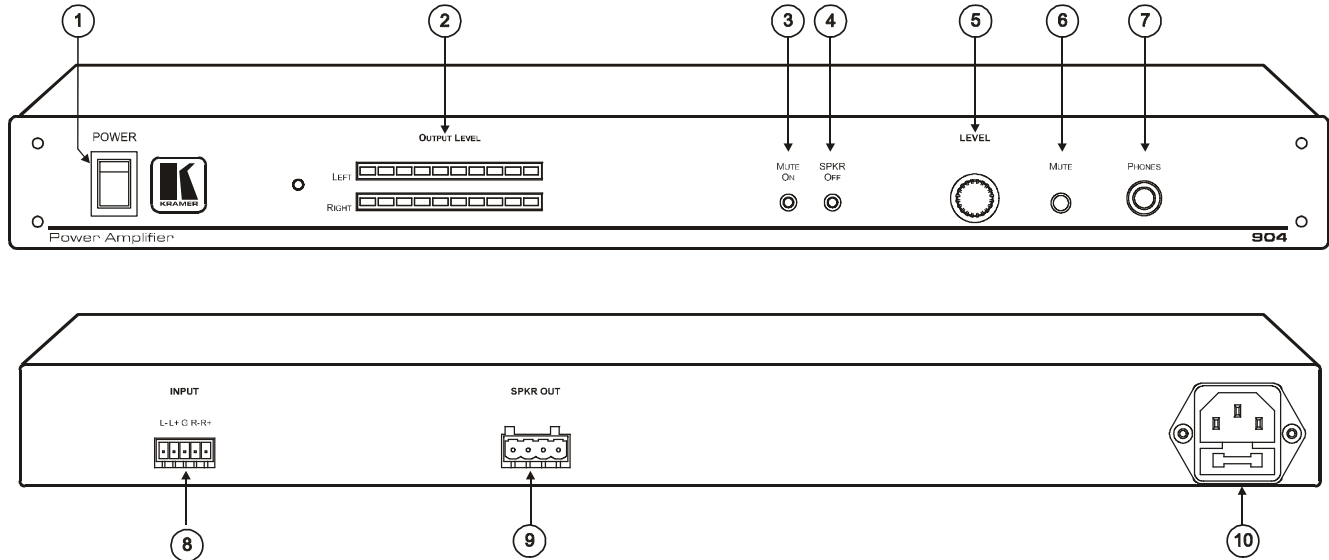 1 2 3 4 5 6 7
POWER
OUTPUT LEVEL
LEVEL
MUTE ON
SPKR OFF
MUTE
PHONES
LEFT
RIGHT
K
KRAMER
Power Amplifier
904
INPUT
SPKR OUT
L- L+ G R- R+
8 9 10